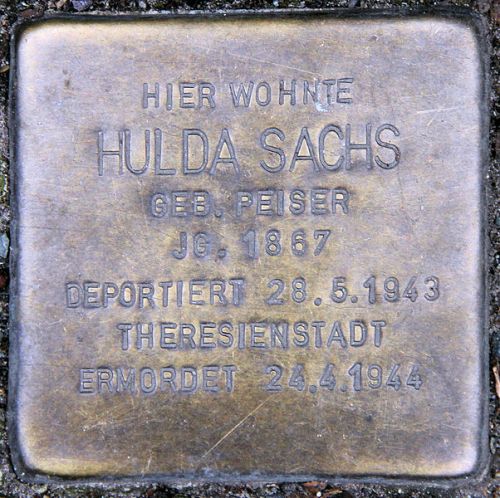 HIER WOHNTE
HULDA SACHS
GEB. PEISER
JG. 1867
DEPORTIERT 28.5.1943
THERESIENSTADT
ERMORDET 24.4.1944